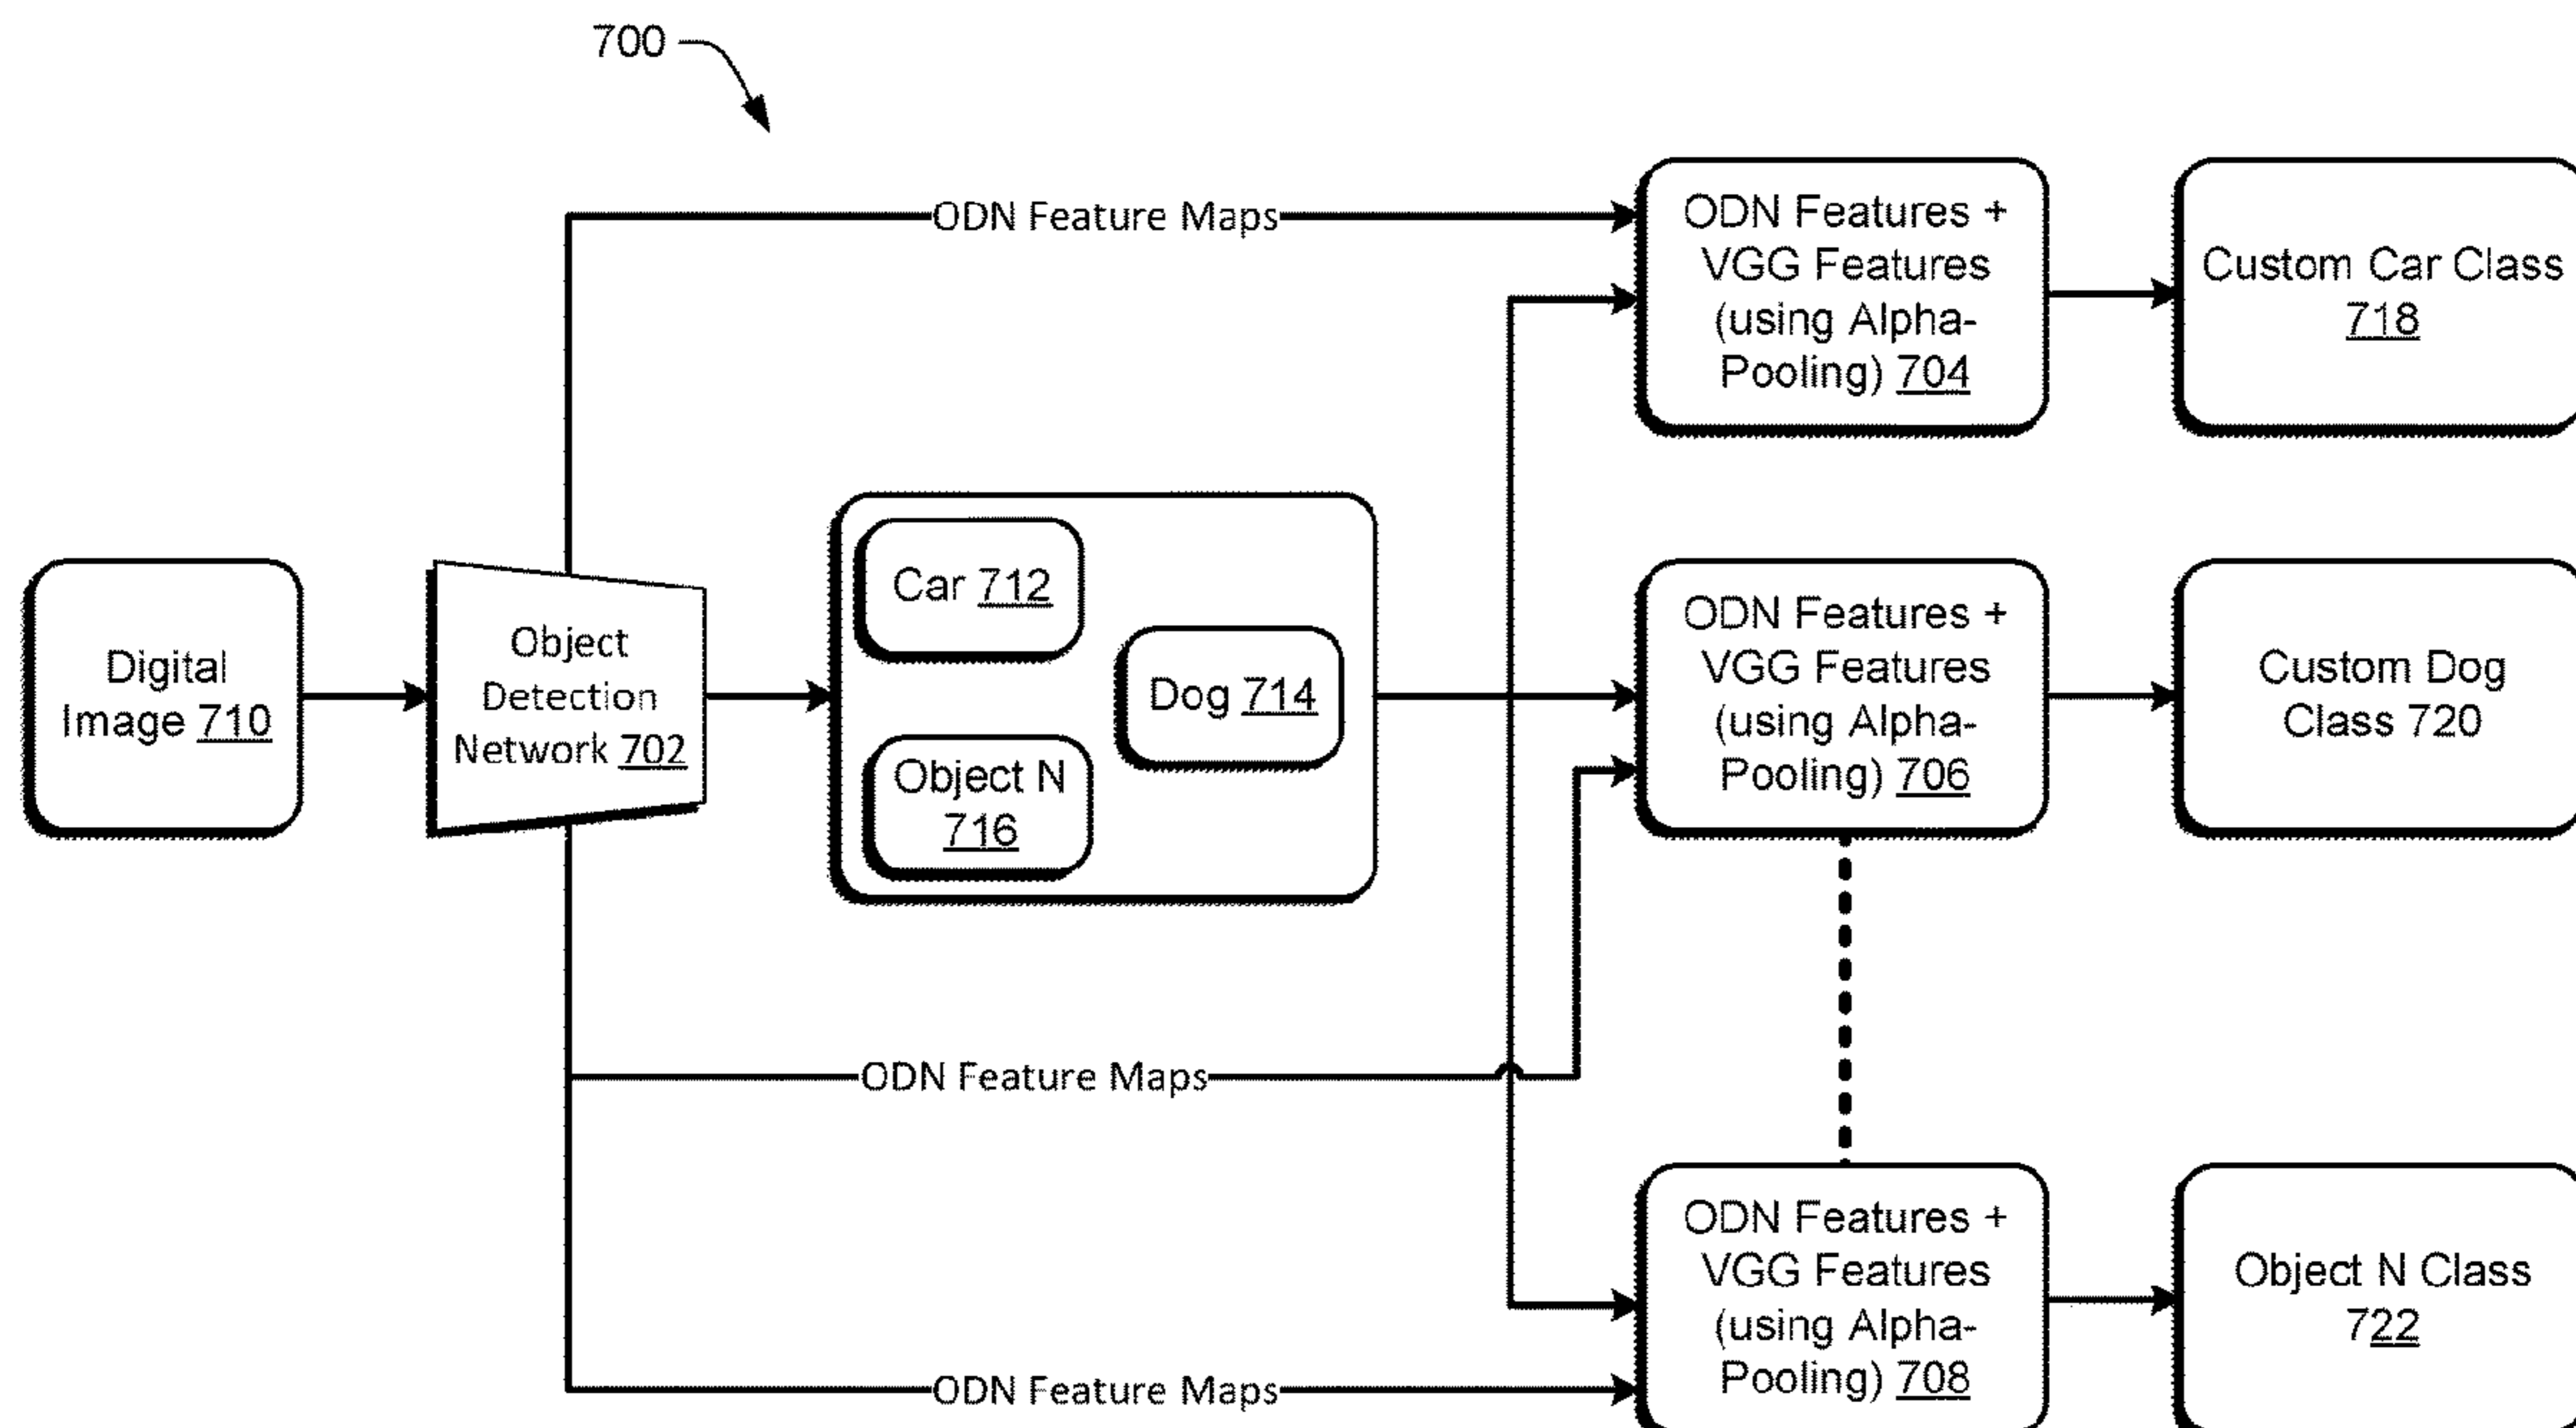 700
ODN Feature Maps
ODN Features +
VGG Features
(using Alpha-
Pooling) 704
Custom Car Class
718
Digital
Image 710
Object
Detection
Network 702
Car 712
Dog 714
Object N
716
ODN Features +
VGG Features
(using Alpha-
Pooling) 706
Custom Dog
Class 720
ODN Feature Maps
ODN Feature Maps
ODN Features +
VGG Features
(using Alpha-
Pooling) 708
Object N Class
722